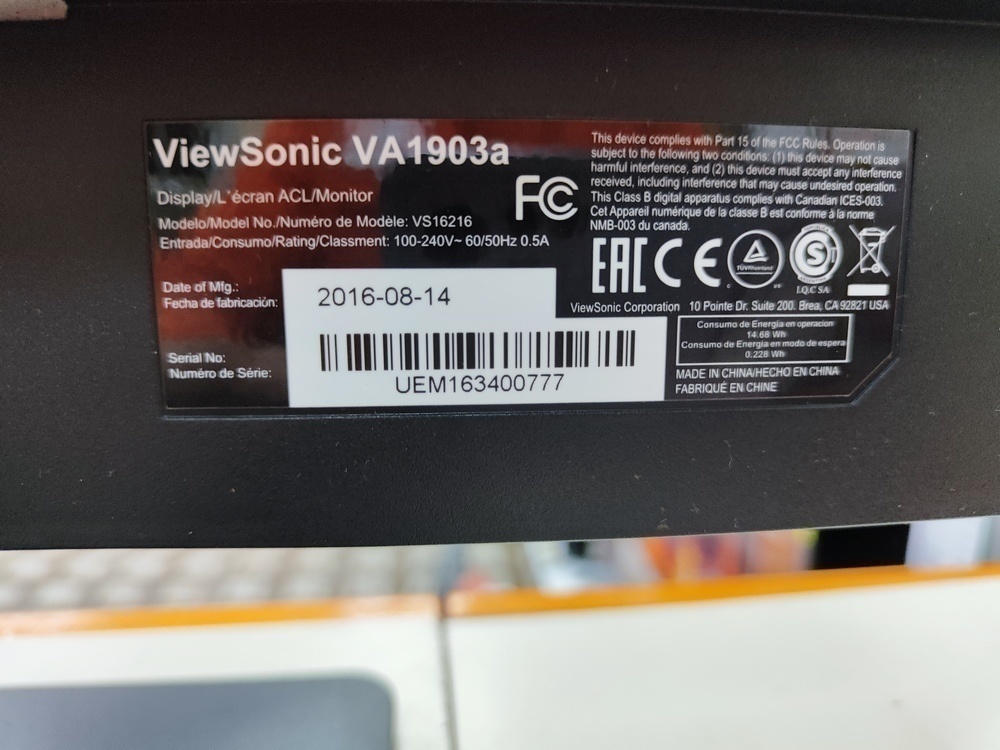 ViewSonic VA1903a
Display/L'écran ACL/Monitor
Modelo/Model No./Numéro de Modèle: VS16216
Entrada/Consumo/Rating/Classment: 100-240V~ 60/50Hz 0.5A
FC
This device complies with Part 15 of the FCC Rules. Operation is
subject to the following two conditions: (1) this device may not cause
harmful interference, and (2) this device must accept any interference
received, including interference that may cause undesired operation.
This Class B digital apparatus complies with Canadian ICES-003.
Cet Appareil numérique de la classe B est conforme à la norme
NMB-003 du canada.
EAC CE TÜVRheinland S
I.Q.C SA
Date of Mfg.:
Fecha de fabricación:
2016-08-14
ViewSonic Corporation 10 Pointe Dr. Suite 200. Brea, CA 92821 USA
Consumo de Energía en operacion
14.68 Wh
Consumo de Energía en modo de espera
0.228 Wh
Serial No:
Numéro de Série:
UEM163400777
MADE IN CHINA/HECHO EN CHINA
FABRIQUÉ EN CHINE